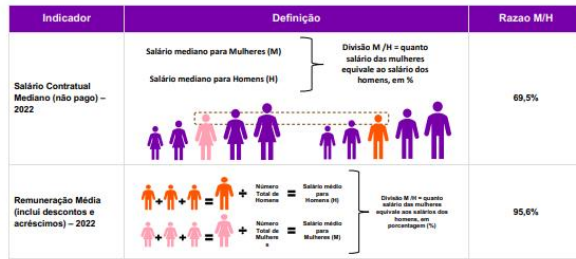 Indicador
Definição
Razao M/H
Salário Contratual
Mediano (não pago) –
2022
Salário mediano para Mulheres (M)
Salário mediano para Homens (H)
Divisão M /H = quanto
salário das mulheres
equivale ao salário dos
homens, em %
69,5%
Remuneração Média
(inclui descontos e
acréscimos) – 2022
+ + = + Número
Total de
Homens
= Salário médio
para
Homens (H)
+ + = + Número
Total de
Mulhere
s
= Salário médio
para
Mulheres (M)
Divisão M /H = quanto
salário das mulheres
equivale aos salários dos
homens, em
porcentagem (%)
95,6%